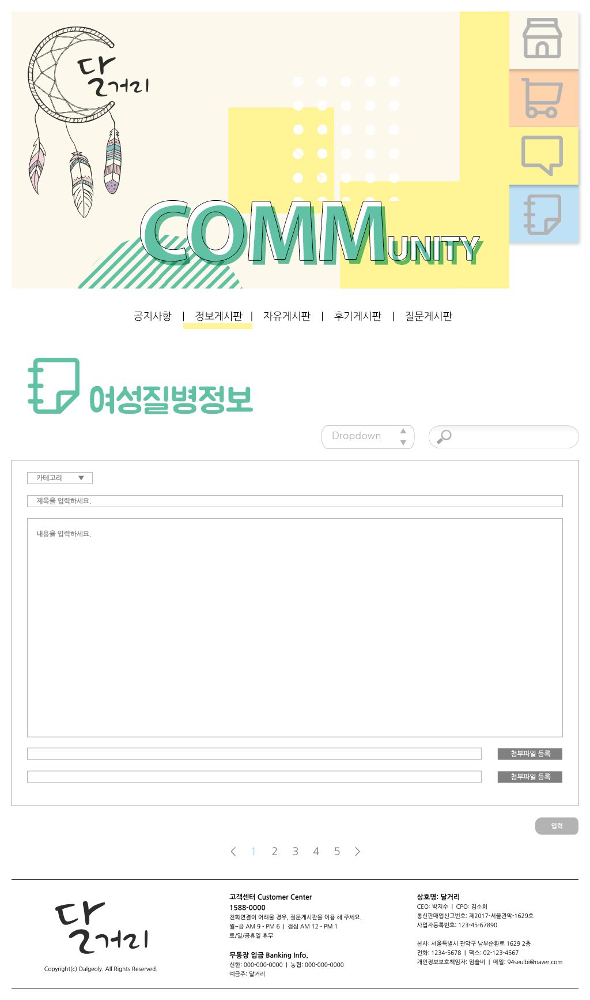 달거리
COMMUNITY
공지사항 | 정보게시판 | 자유게시판 | 후기게시판 | 질문게시판
여성질병정보
Dropdown
카테고리
제목을 입력하세요.
내용을 입력하세요.
첨부파일 등록
첨부파일 등록
입력
< 1 2 3 4 5 >
달거리
Copyright(c) Dalgeoly. All Rights Reserved.
고객센터 Customer Center
1588-0000
전화연결이 어려울 경우, 질문게시판을 이용 해 주세요.
월~금 AM 9 - PM 6 | 점심 AM 12 - PM 1
토/일/공휴일 휴무
무통장 입금 Banking Info.
신한: 000-000-0000 | 농협: 000-000-0000
예금주: 달거리
상호명: 달거리
CEO: 박지수 | CPO: 김소희
통신판매업신고번호: 제2017-서울관악-1629호
사업자등록번호: 123-45-67890
본사: 서울특별시 관악구 남부순환로 1629 2층
전화: 1234-5678 | 팩스: 02-123-4567
개인정보보호책임자: 임슬비 | 메일: 94seulbi@naver.com